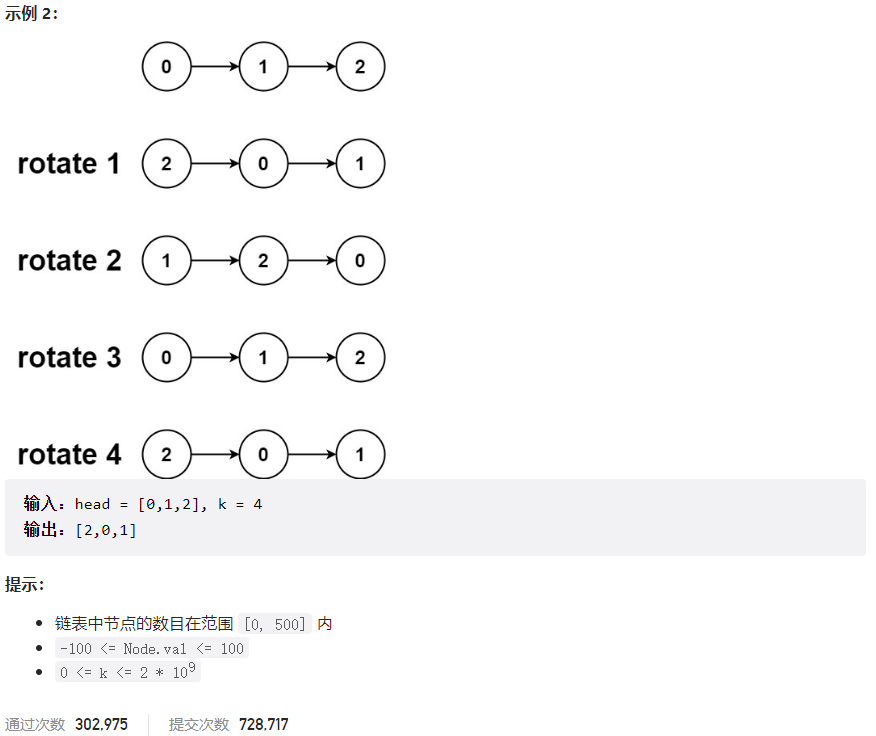 示例 2：
0 1 2
rotate 1 2 0 1
rotate 2 1 2 0
rotate 3 0 1 2
rotate 4 2 0 1
输入：head = [0,1,2], k = 4
输出：[2,0,1]
提示：
链表中节点的数目在范围 [0, 500] 内
-100 <= Node.val <= 100
0 <= k <= 2 * 10⁹
通过次数 302,975 提交次数 728,717